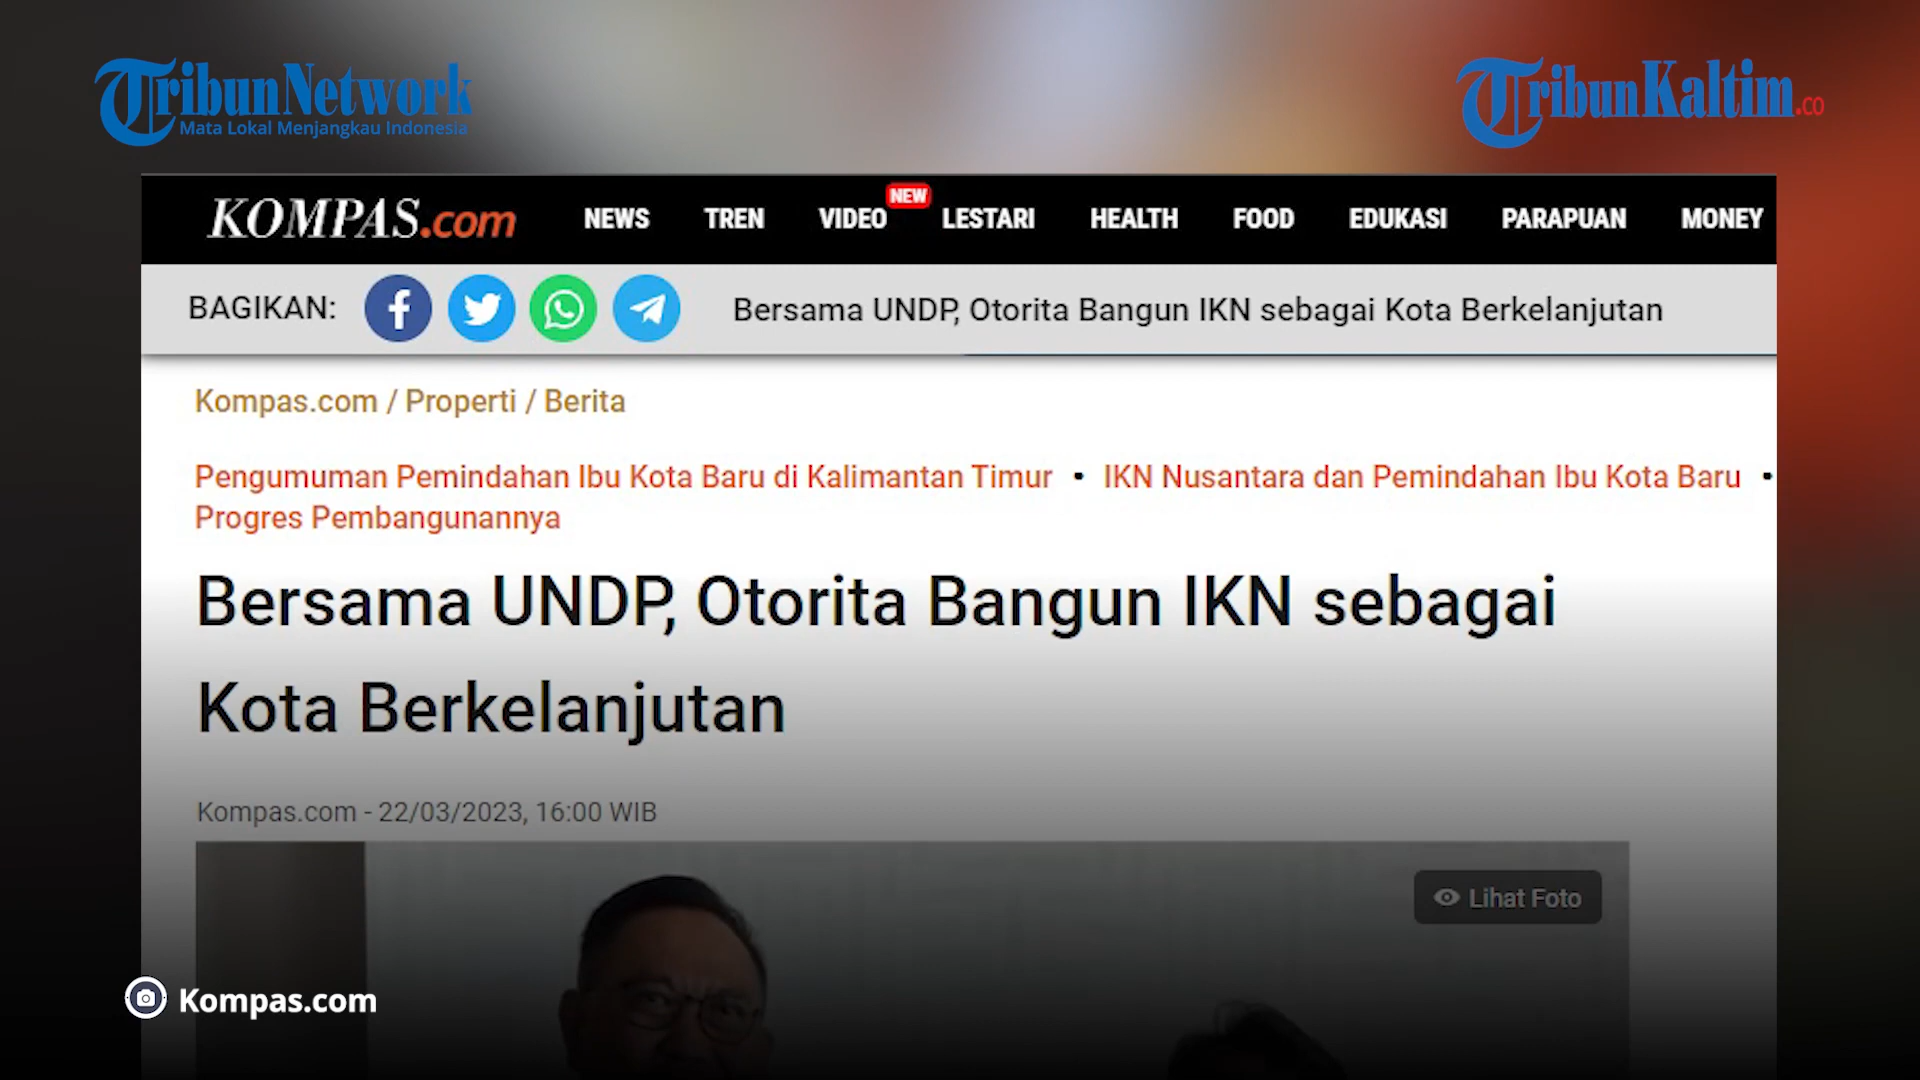 TribunNetwork
Mata Lokal Menjangkau Indonesia
TribunKaltim.co
KOMPAS.com NEWS TREN VIDEO NEW LESTARI HEALTH FOOD EDUKASI PARAPUAN MONEY
BAGIKAN: Bersama UNDP, Otorita Bangun IKN sebagai Kota Berkelanjutan
Kompas.com / Properti / Berita
Pengumuman Pemindahan Ibu Kota Baru di Kalimantan Timur • IKN Nusantara dan Pemindahan Ibu Kota Baru •
Progres Pembangunannya
Bersama UNDP, Otorita Bangun IKN sebagai
Kota Berkelanjutan
Kompas.com - 22/03/2023, 16:00 WIB
Lihat Foto
Kompas.com